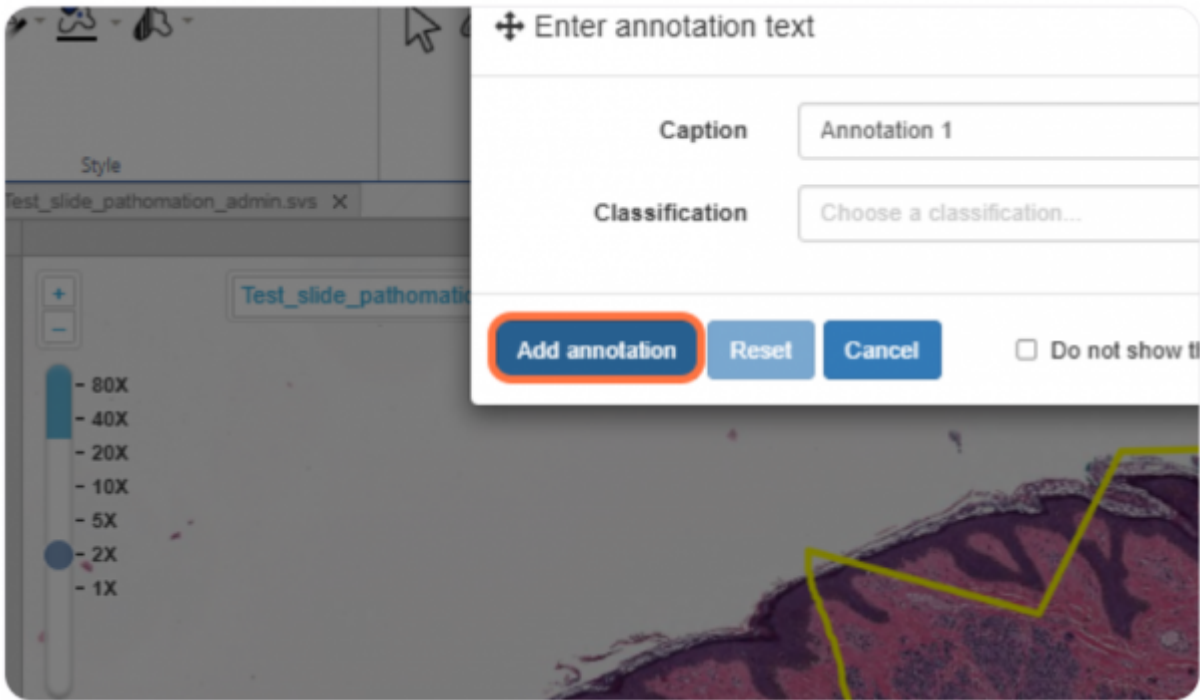 Enter annotation text
Caption
Annotation 1
Classification
Choose a classification...
Add annotation
Reset
Cancel
Do not show
Style
Test_slide_pathomation_admin.svs
+
Test_slide_pathomatic
–
- 80X
- 40X
- 20X
- 10X
- 5X
- 2X
- 1X